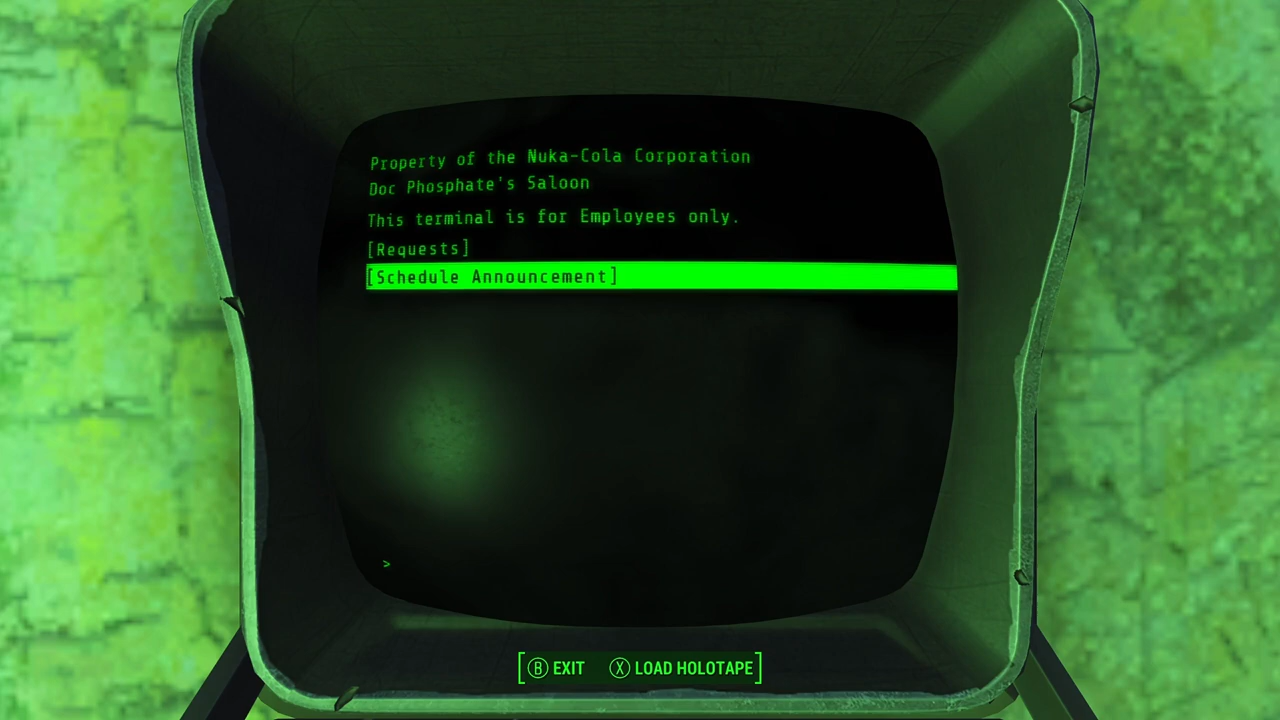 Property of the Nuka-Cola Corporation
Doc Phosphate's Saloon
This terminal is for Employees only.
[Requests]
[Schedule Announcement]
>
[Ⓑ EXIT Ⓧ LOAD HOLOTAPE]